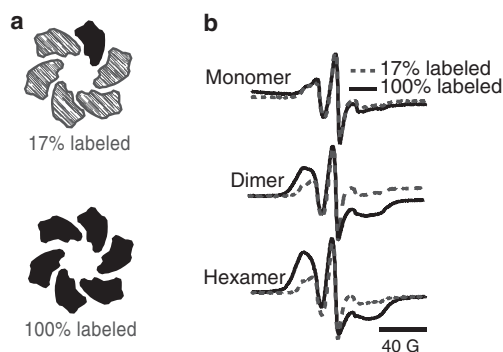 a
17% labeled
100% labeled
b
Monomer
17% labeled
100% labeled
Dimer
Hexamer
40 G